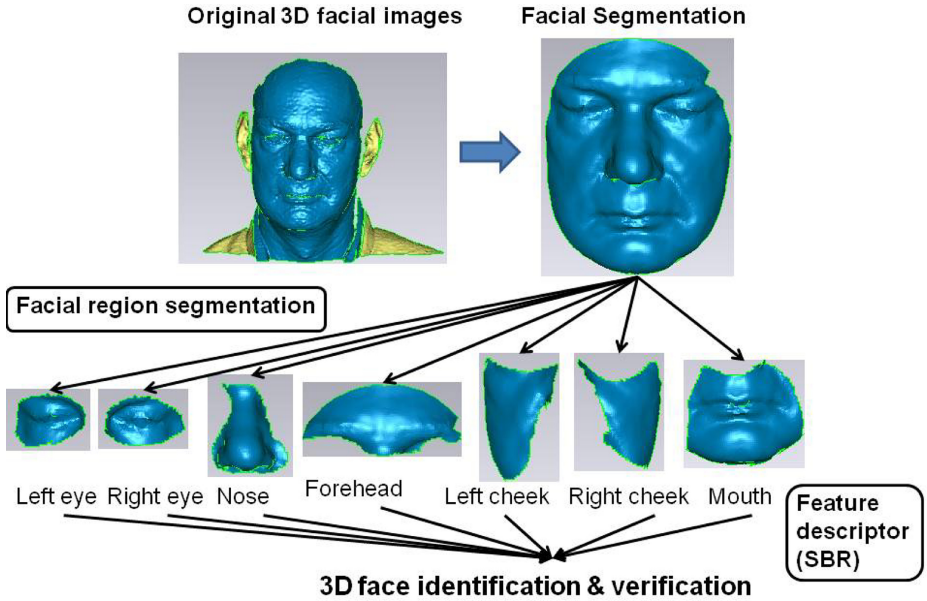 Original 3D facial images
Facial Segmentation
Facial region segmentation
Left eye
Right eye
Nose
Forehead
Left cheek
Right cheek
Mouth
Feature
descriptor
(SBR)
3D face identification & verification